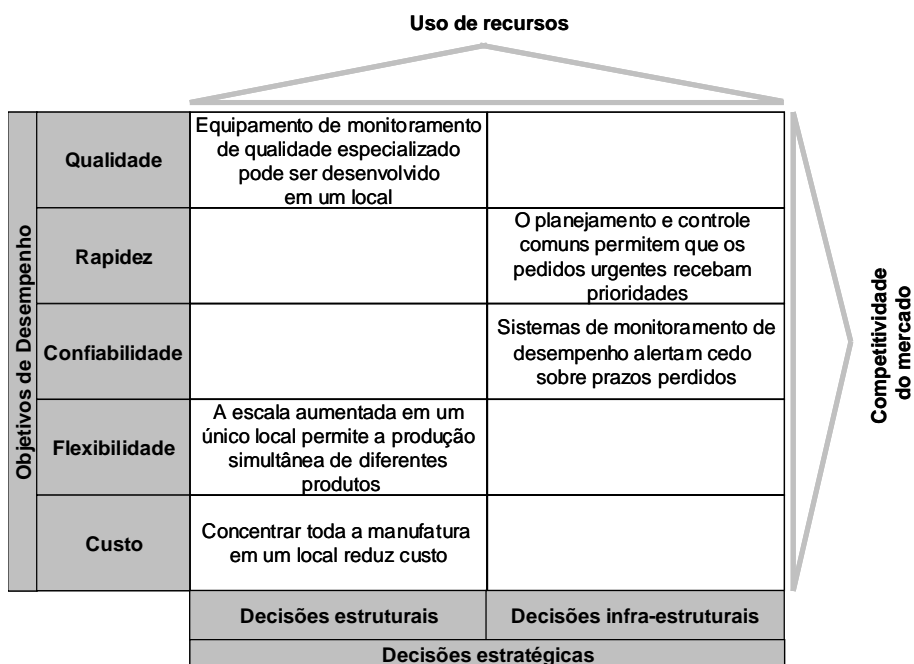 Uso de recursos
Objetivos de Desempenho
Qualidade
Equipamento de monitoramento
de qualidade especializado
pode ser desenvolvido
em um local
Rapidez
O planejamento e controle
comuns permitem que os
pedidos urgentes recebam
prioridades
Confiabilidade
Sistemas de monitoramento de
desempenho alertam cedo
sobre prazos perdidos
Flexibilidade
A escala aumentada em um
único local permite a produção
simultânea de diferentes
produtos
Custo
Concentrar toda a manufatura
em um local reduz custo
Competitividade
do mercado
Decisões estruturais
Decisões infra-estruturais
Decisões estratégicas